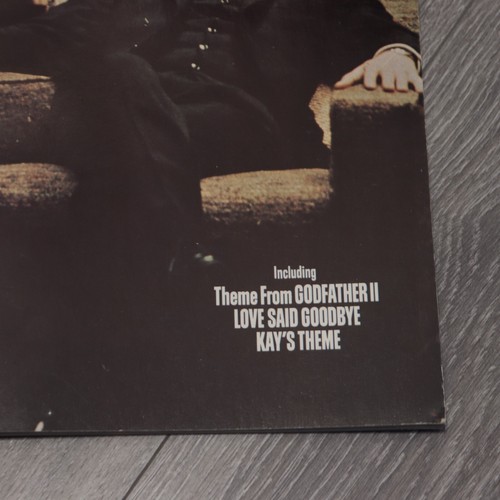 Including
Theme From GODFATHER II
LOVE SAID GOODBYE
KAY'S THEME